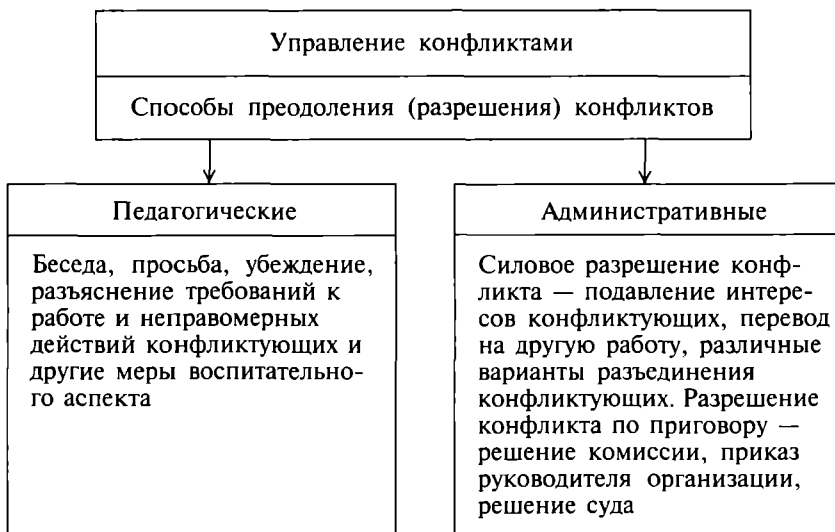 Управление конфликтами
Способы преодоления (разрешения) конфликтов
Педагогические
Беседа, просьба, убеждение,
разъяснение требований к
работе и неправомерных
действий конфликтующих и
другие меры воспитательно-
го аспекта
Административные
Силовое разрешение конф-
ликта — подавление интере-
сов конфликтующих, перевод
на другую работу, различные
варианты разъединения
конфликтующих. Разрешение
конфликта по приговору —
решение комиссии, приказ
руководителя организации,
решение суда